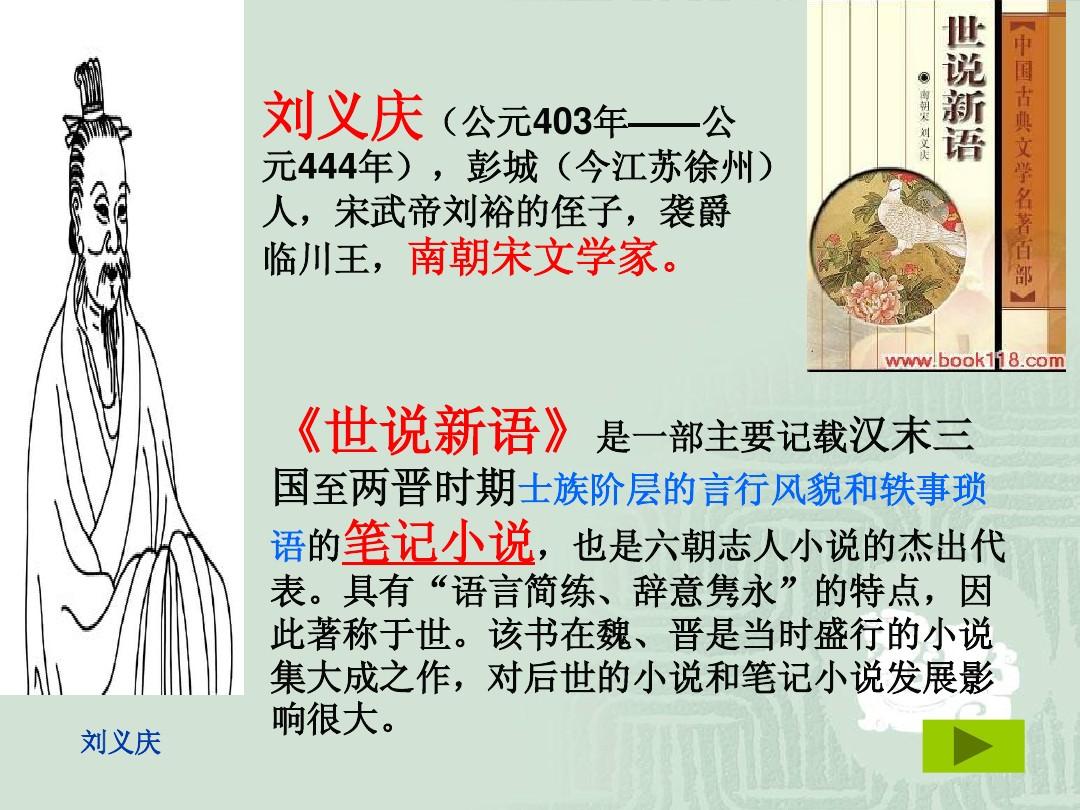 刘义庆（公元403年——公
元444年），彭城（今江苏徐州）
人，宋武帝刘裕的侄子，袭爵
临川王，南朝宋文学家。
世说新语
南朝宋 刘义庆
【中国古典文学名著百部】
www.book118.com
《世说新语》是一部主要记载汉末三
国至两晋时期士族阶层的言行风貌和轶事琐
语的笔记小说，也是六朝志人小说的杰出代
表。具有“语言简练、辞意隽永”的特点，因
此著称于世。该书在魏、晋是当时盛行的小说
集大成之作，对后世的小说和笔记小说发展影
响很大。
刘义庆